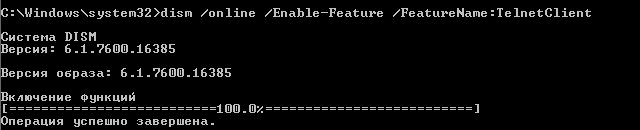 C:\Windows\system32>dism /online /Enable-Feature /FeatureName:TelnetClient
Cистема DISM
Версия: 6.1.7600.16385
Версия образа: 6.1.7600.16385
Включение функций
[==========================100.0%==========================]
Операция успешно завершена.